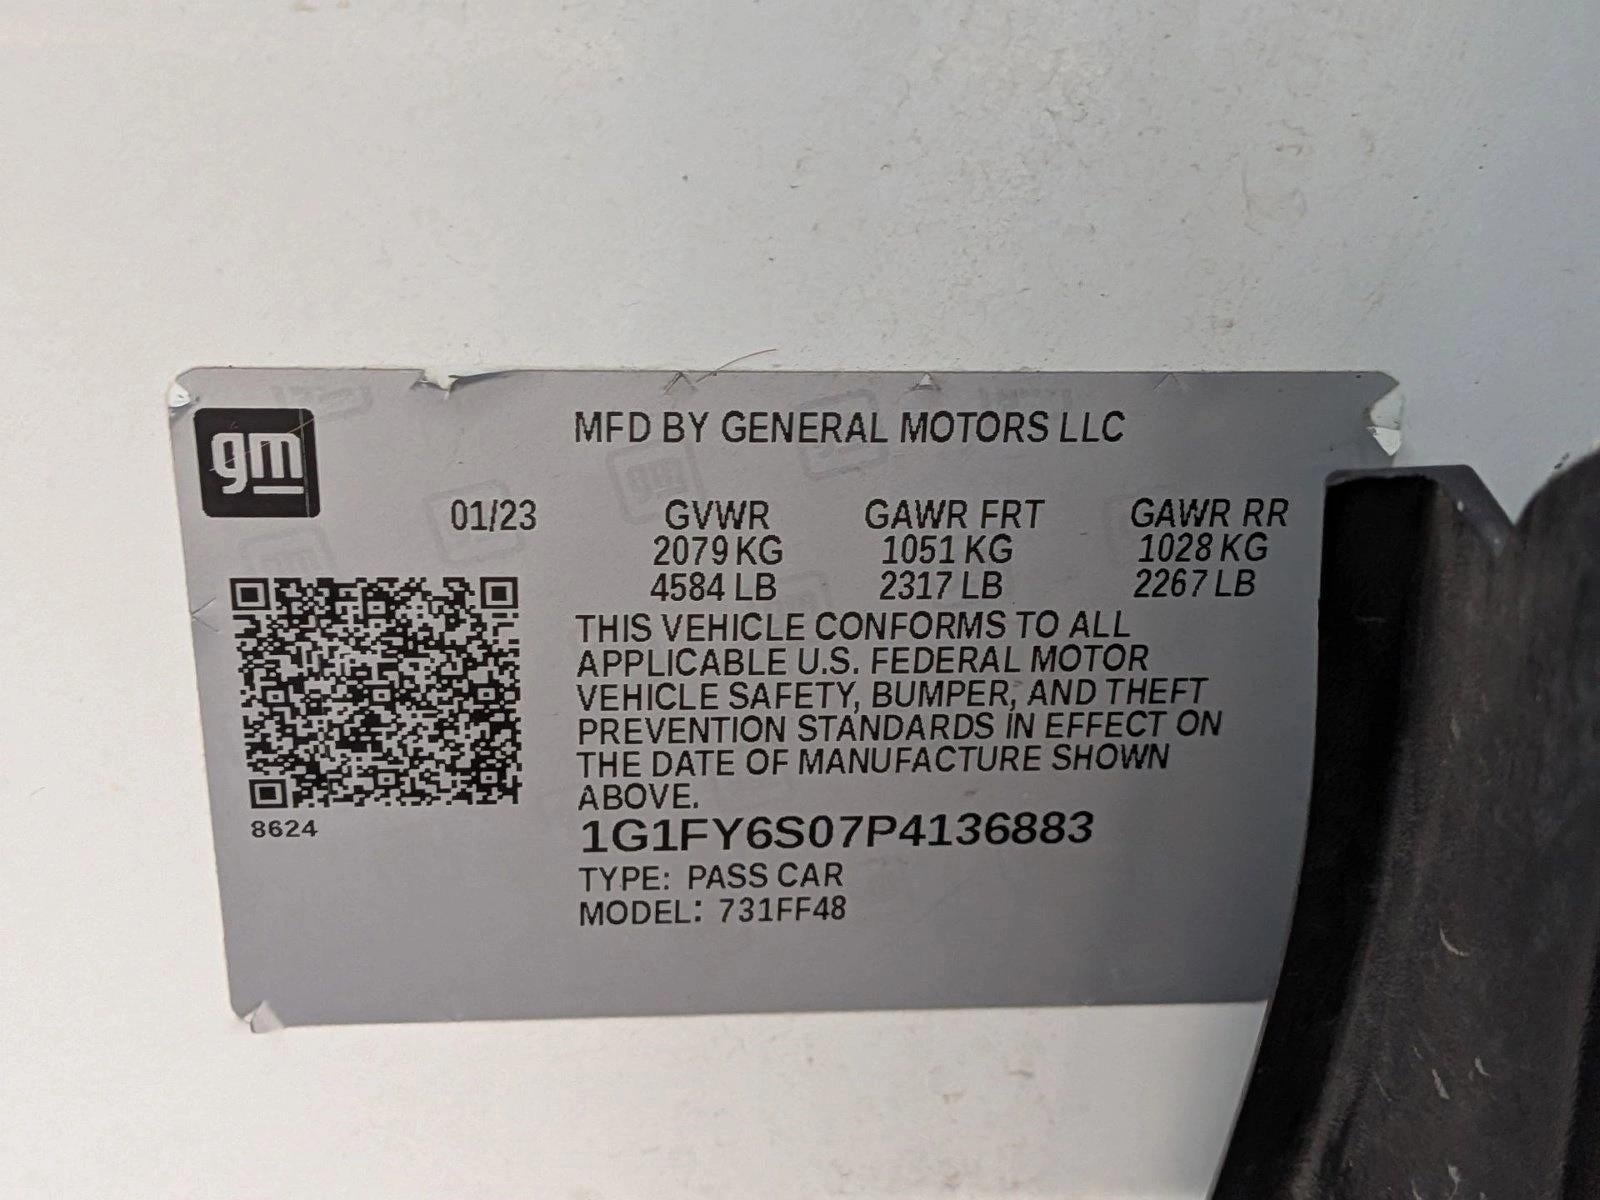 gm
MFD BY GENERAL MOTORS LLC
01/23 GVWR GAWR FRT GAWR RR
2079 KG 1051 KG 1028 KG
4584 LB 2317 LB 2267 LB
THIS VEHICLE CONFORMS TO ALL
APPLICABLE U.S. FEDERAL MOTOR
VEHICLE SAFETY, BUMPER, AND THEFT
PREVENTION STANDARDS IN EFFECT ON
THE DATE OF MANUFACTURE SHOWN
ABOVE.
8624
1G1FY6S07P4136883
TYPE: PASS CAR
MODEL: 731FF48